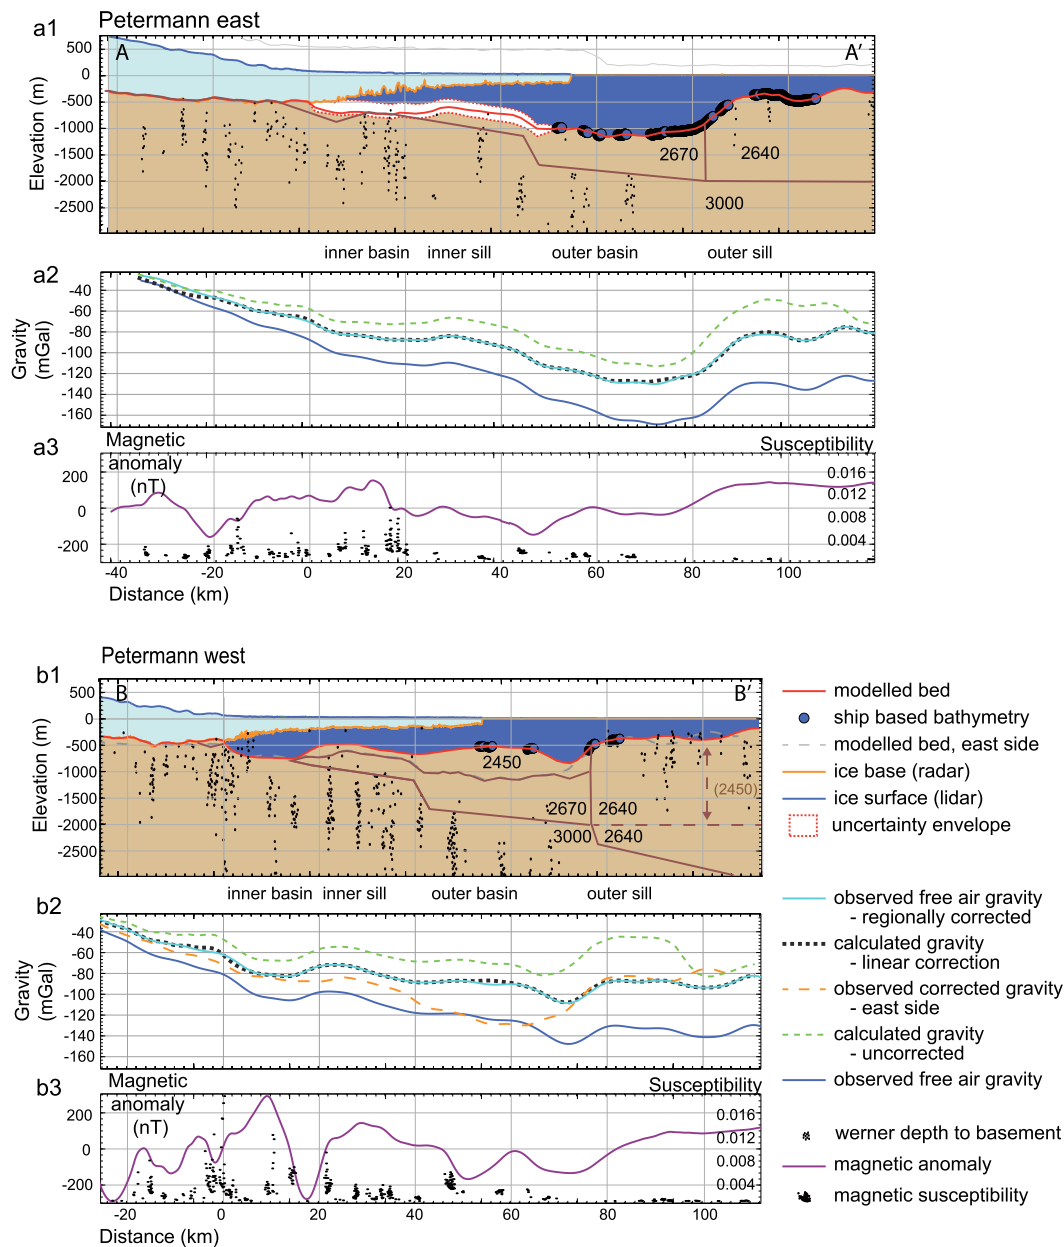 Petermann east
a1
A
A'
500
0
-500
-1000
-1500
-2000
-2500
Elevation (m)
2670
2640
3000
inner basin
inner sill
outer basin
outer sill
a2
-40
-60
-80
-100
-120
-140
-160
Gravity
(mGal)
a3
Magnetic
anomaly
(nT)
Susceptibility
200
0
-200
0.016
0.012
0.008
0.004
-40
-20
0
20
40
60
80
100
Distance (km)
Petermann west
b1
B
B'
500
0
-500
-1000
-1500
-2000
-2500
Elevation (m)
2450
2670
2640
3000
2640
(2450)
inner basin
inner sill
outer basin
outer sill
b2
-40
-60
-80
-100
-120
-140
-160
Gravity
(mGal)
b3
Magnetic
anomaly
(nT)
Susceptibility
200
0
-200
0.016
0.012
0.008
0.004
-20
0
20
40
60
80
100
Distance (km)
modelled bed
ship based bathymetry
modelled bed, east side
ice base (radar)
ice surface (lidar)
uncertainty envelope
observed free air gravity
- regionally corrected
calculated gravity
- linear correction
observed corrected gravity
- east side
calculated gravity
- uncorrected
observed free air gravity
werner depth to basement
magnetic anomaly
magnetic susceptibility